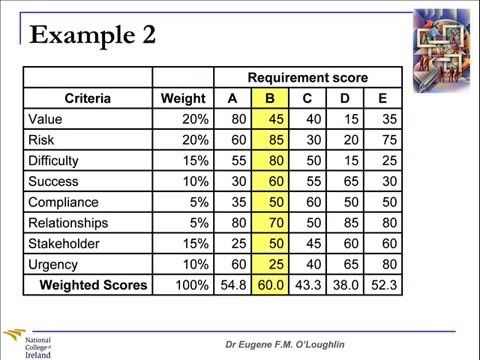 Example 2
Requirement score
Criteria Weight A B C D E
Value 20% 80 45 40 15 35
Risk 20% 60 85 30 20 75
Difficulty 15% 55 80 50 15 25
Success 10% 30 60 55 65 30
Compliance 5% 35 50 60 50 50
Relationships 5% 80 70 50 85 80
Stakeholder 15% 25 50 45 60 60
Urgency 10% 60 25 40 65 80
Weighted Scores 100% 54.8 60.0 43.3 38.0 52.3
National
College of
Ireland
Dr Eugene F.M. O'Loughlin